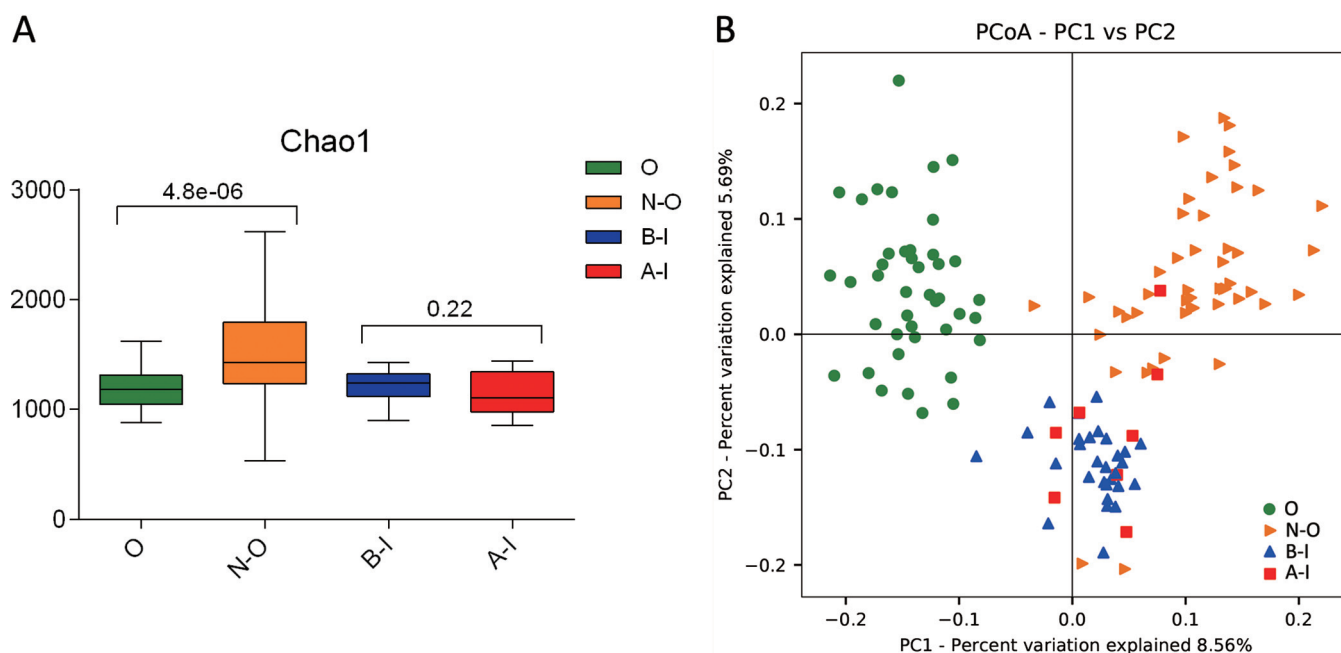 A
Chao1
3000
2000
1000
0
4.8e-06
0.22
O
N-O
B-I
A-I
O
N-O
B-I
A-I
B
PCoA - PC1 vs PC2
PC2 - Percent variation explained 5.69%
0.2
0.1
0.0
−0.1
−0.2
−0.2
−0.1
0.0
0.1
0.2
PC1 - Percent variation explained 8.56%
O
N-O
B-I
A-I